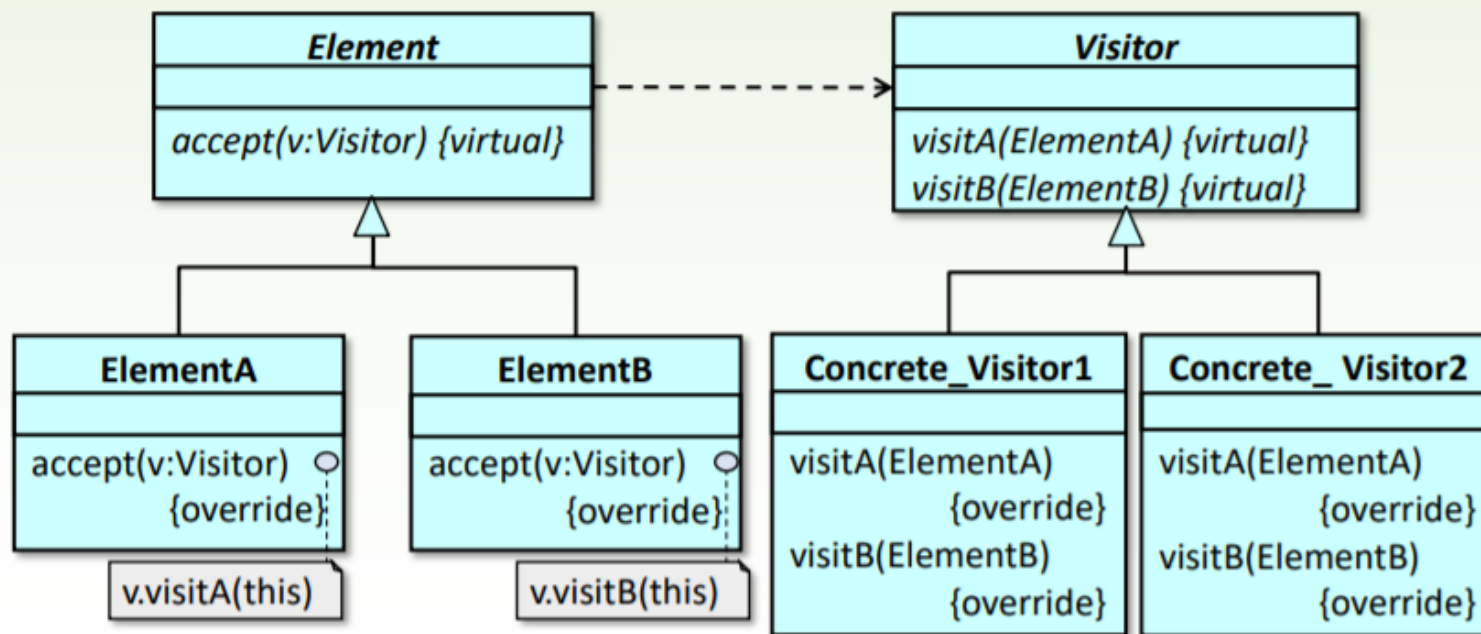 Element
accept(v:Visitor) {virtual}
Visitor
visitA(ElementA) {virtual}
visitB(ElementB) {virtual}
ElementA
accept(v:Visitor)
{override}
v.visitA(this)
ElementB
accept(v:Visitor)
{override}
v.visitB(this)
Concrete_Visitor1
visitA(ElementA)
{override}
visitB(ElementB)
{override}
Concrete_ Visitor2
visitA(ElementA)
{override}
visitB(ElementB)
{override}